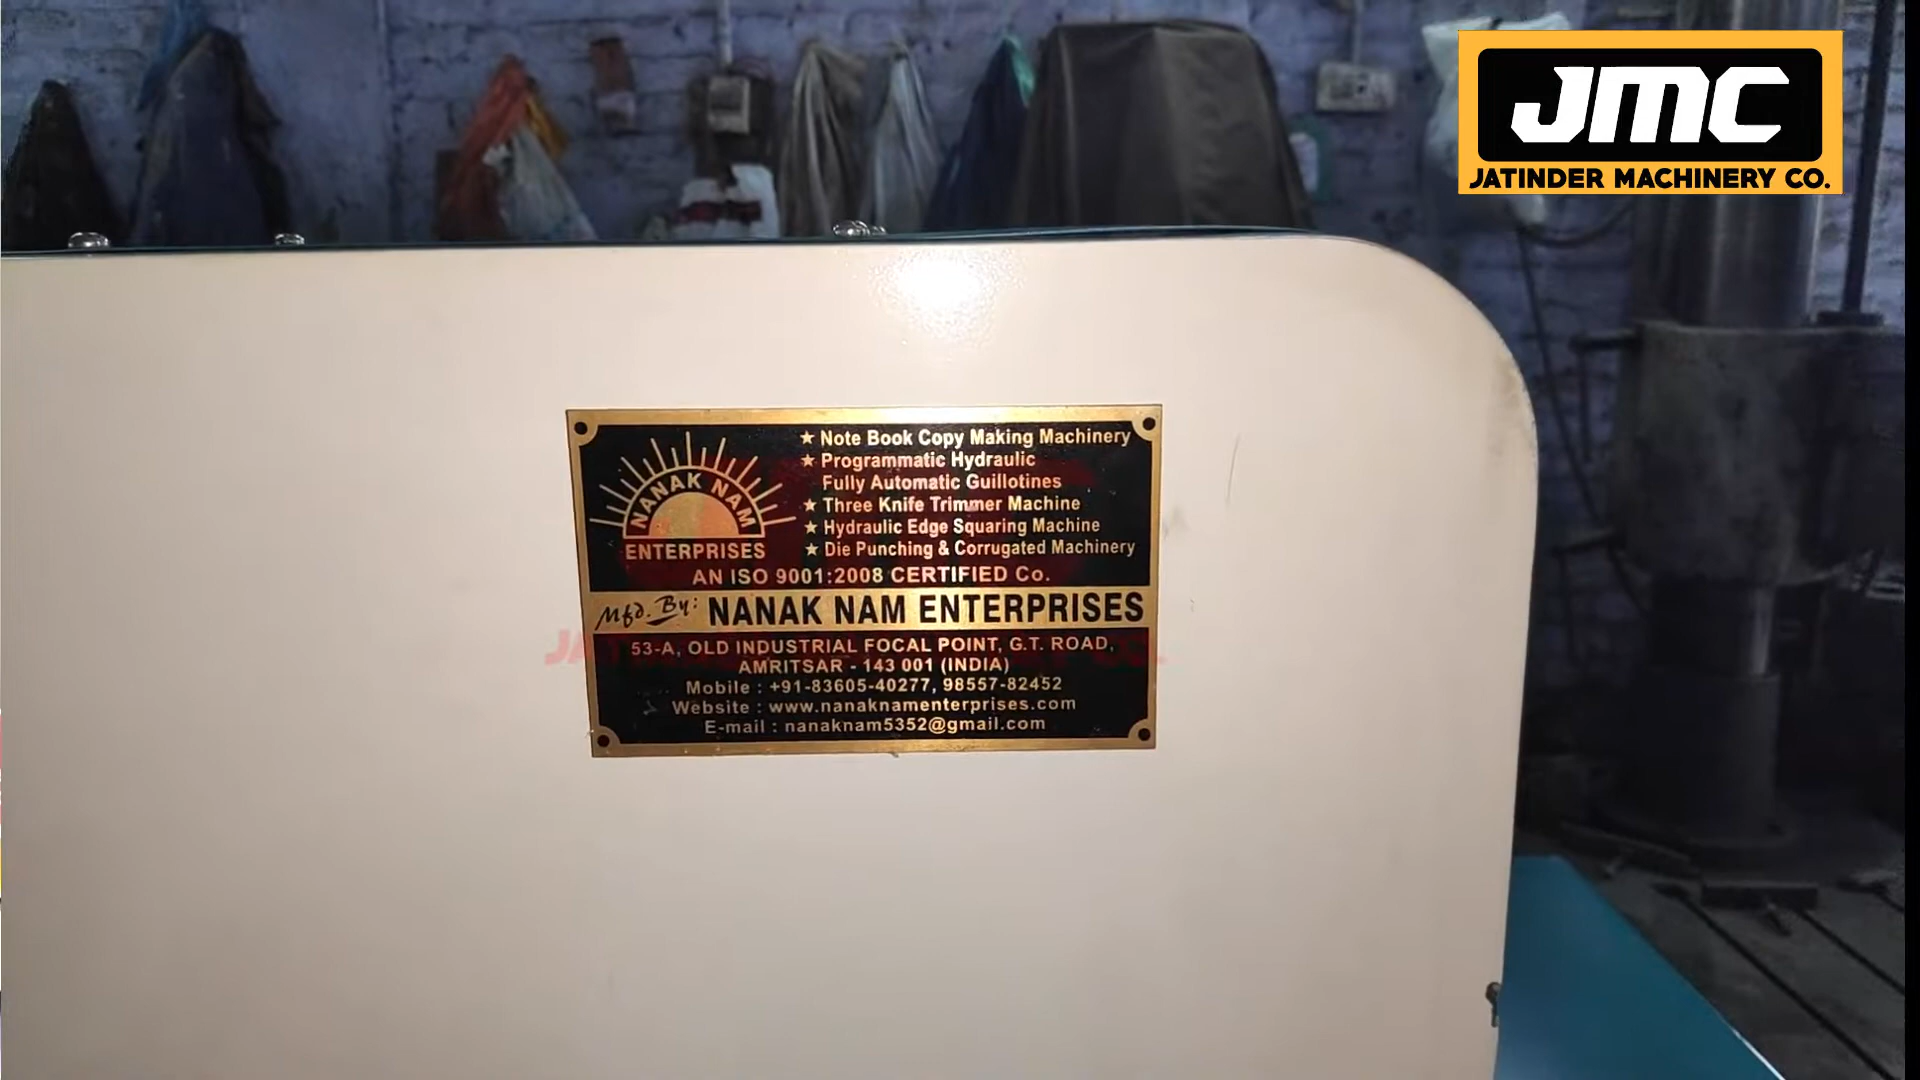 JMC
JATINDER MACHINERY CO.
NANAK NAM
ENTERPRISES
★ Note Book Copy Making Machinery
★ Programmatic Hydraulic
Fully Automatic Guillotines
★ Three Knife Trimmer Machine
★ Hydraulic Edge Squaring Machine
★ Die Punching & Corrugated Machinery
AN ISO 9001:2008 CERTIFIED Co.
Mfd. By: NANAK NAM ENTERPRISES
53-A, OLD INDUSTRIAL FOCAL POINT, G.T. ROAD,
AMRITSAR - 143 001 (INDIA)
Mobile : +91-83605-40277, 98557-82452
Website : www.nanaknamenterprises.com
E-mail : nanaknam5352@gmail.com